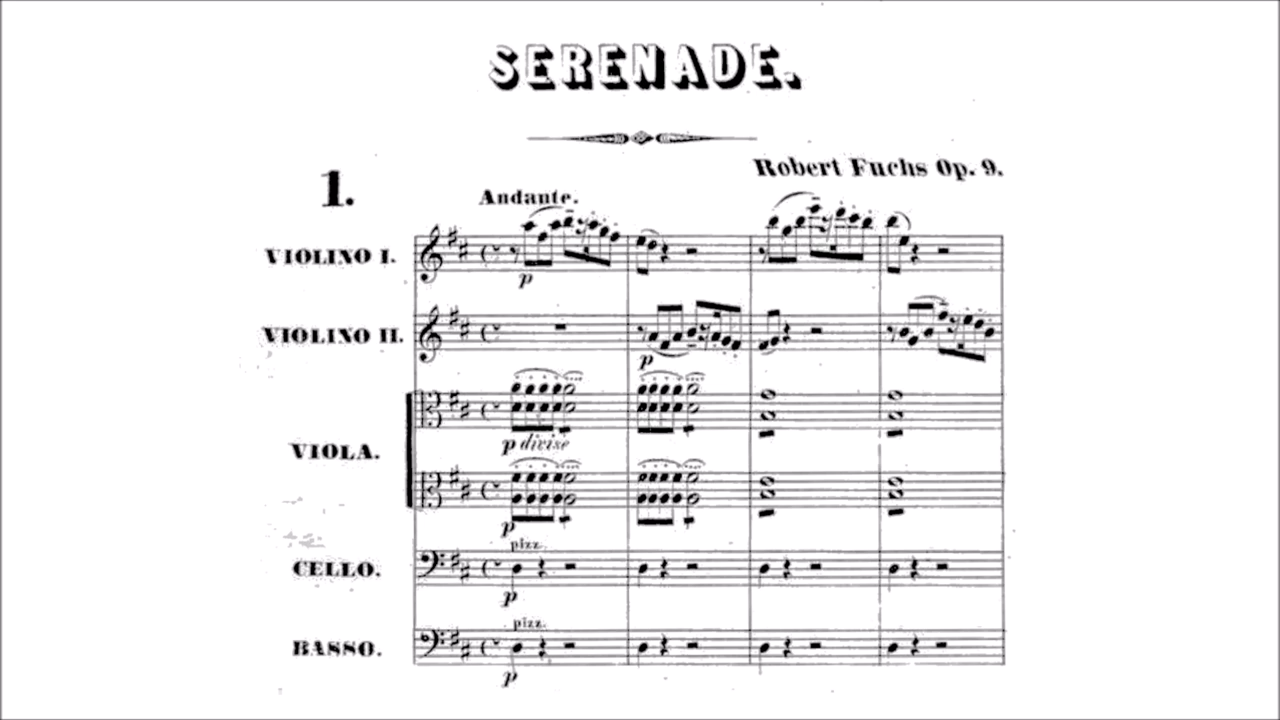 SERENADE.
Robert Fuchs Op. 9.
1.
Andante.
VIOLINO I.
p
VIOLINO II.
p
VIOLA.
p divise
p
pizz.
CELLO.
p
pizz.
BASSO.
p